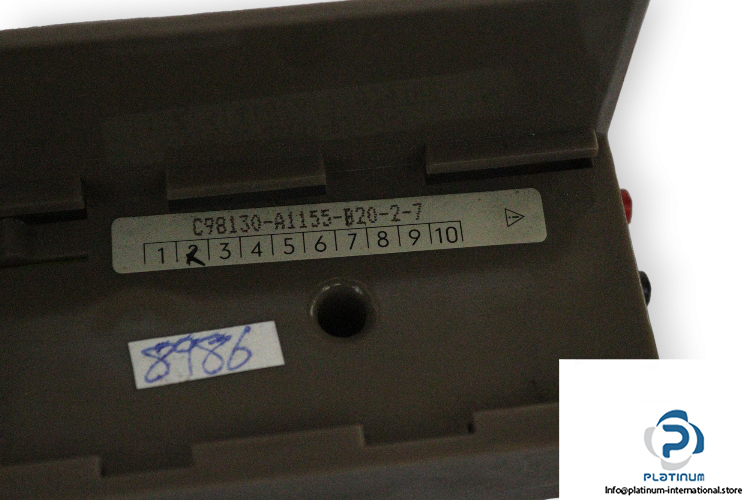 C98130-A1155-B20-2-7
1 2 3 4 5 6 7 8 9 10
8986
PLATINUM
Info@platinum-international.store